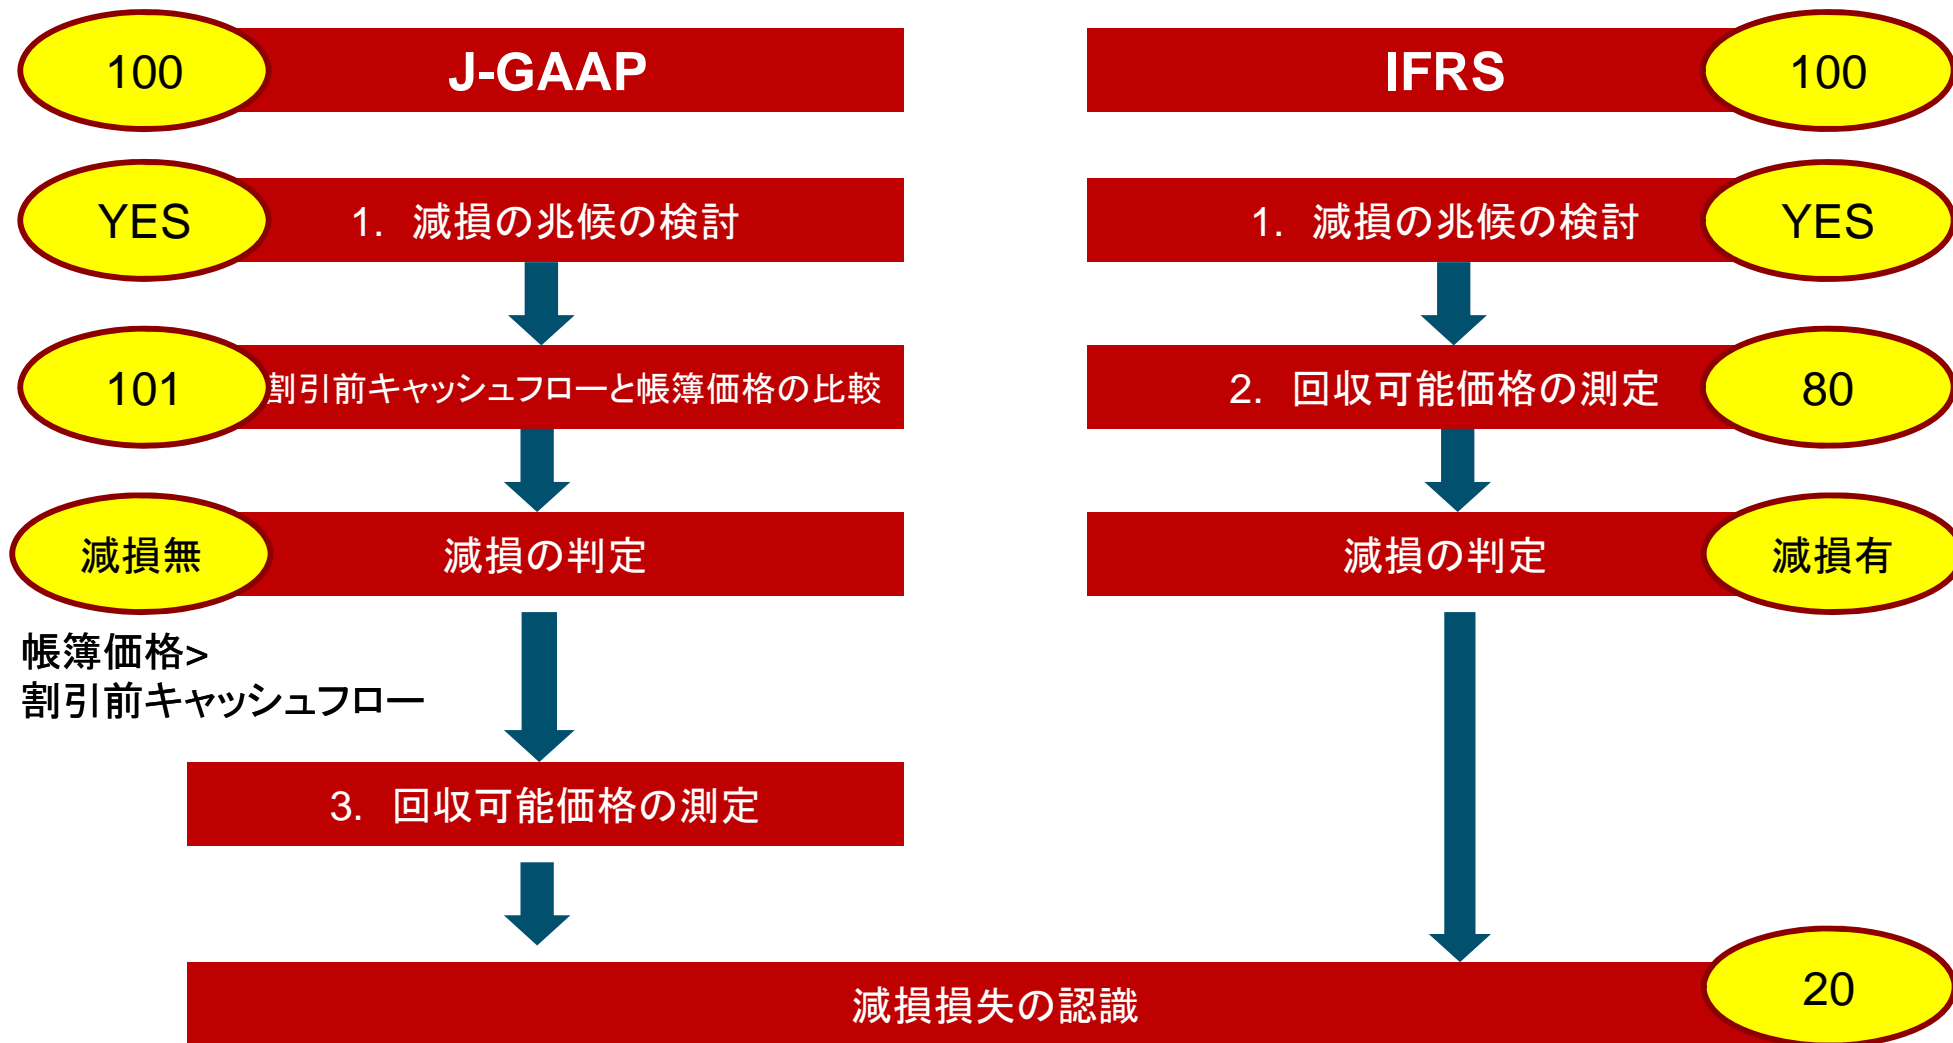 100
J-GAAP
IFRS
100
YES
1. 減損の兆候の検討
1. 減損の兆候の検討
YES
101
割引前キャッシュフローと帳簿価格の比較
2. 回収可能価格の測定
80
減損無
減損の判定
減損の判定
減損有
帳簿価格>
割引前キャッシュフロー
3. 回収可能価格の測定
減損損失の認識
20